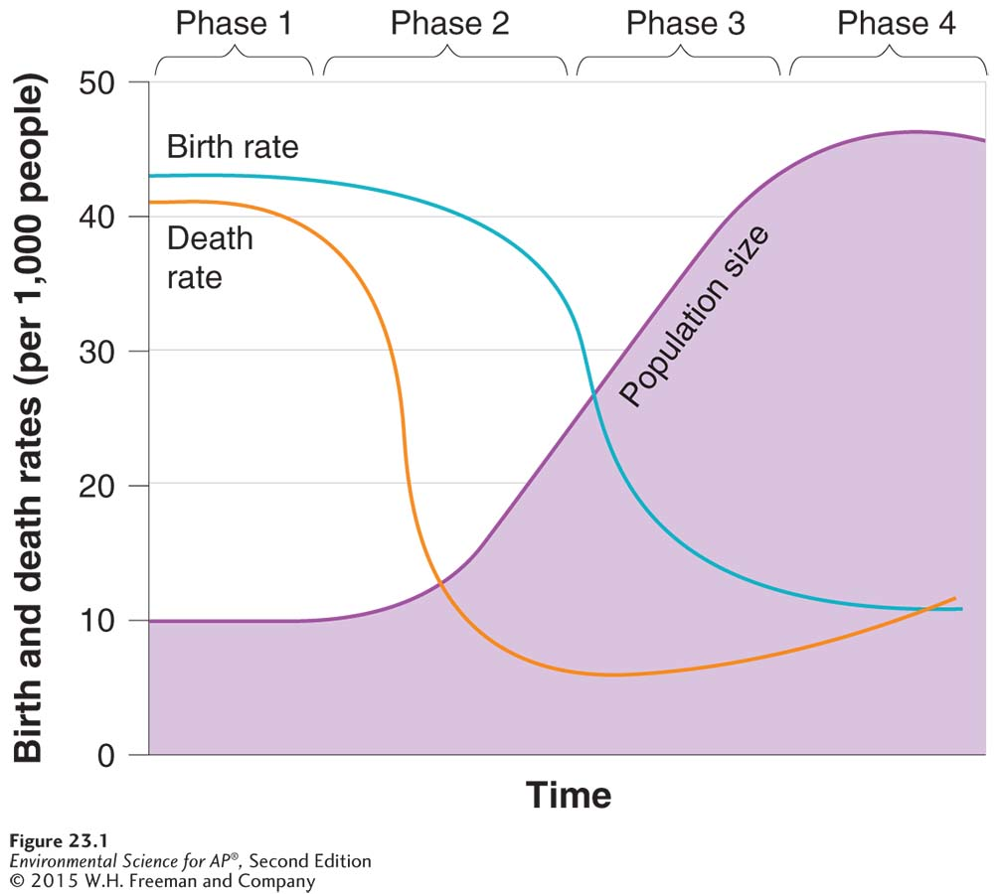 Phase 1
Phase 2
Phase 3
Phase 4
Birth and death rates (per 1,000 people)
50
40
30
20
10
0
Birth rate
Death
rate
Population size
Time
Figure 23.1
Environmental Science for AP®, Second Edition
© 2015 W.H. Freeman and Company